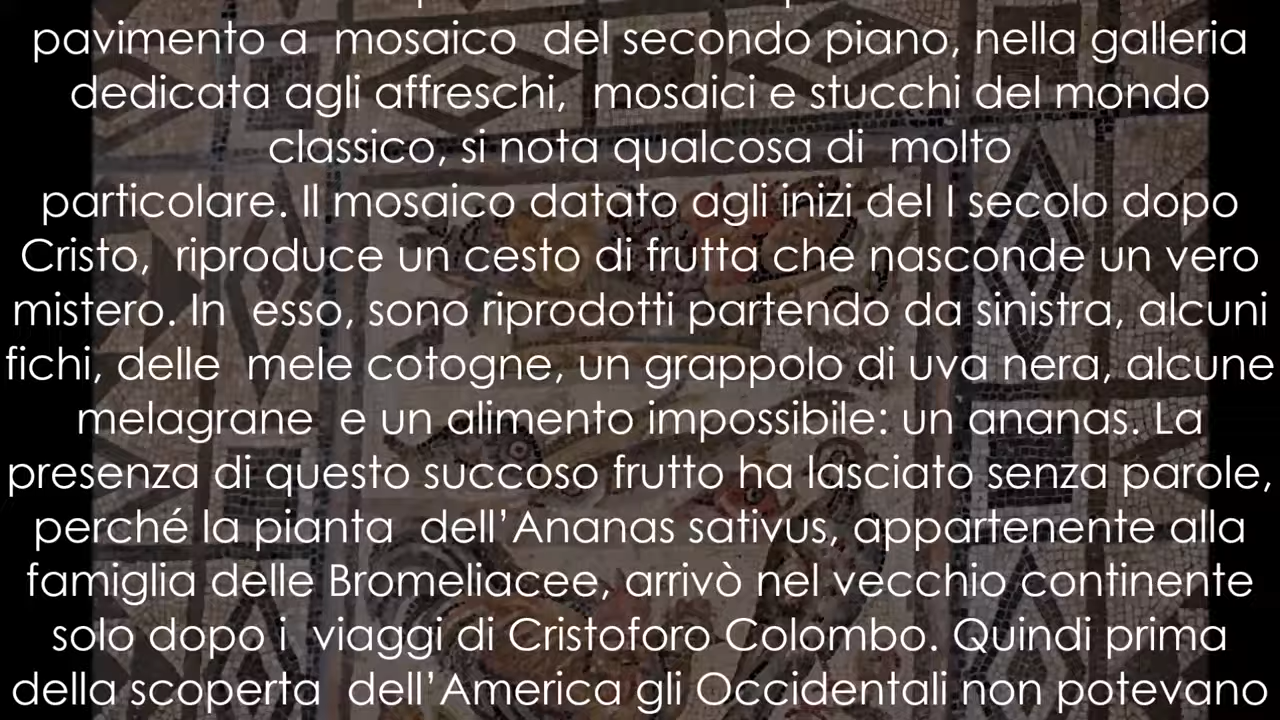 pavimento a mosaico del secondo piano, nella galleria
dedicata agli affreschi, mosaici e stucchi del mondo
classico, si nota qualcosa di molto
particolare. Il mosaico datato agli inizi del I secolo dopo
Cristo, riproduce un cesto di frutta che nasconde un vero
mistero. In esso, sono riprodotti partendo da sinistra, alcuni
fichi, delle mele cotogne, un grappolo di uva nera, alcune
melagrane e un alimento impossibile: un ananas. La
presenza di questo succoso frutto ha lasciato senza parole,
perché la pianta dell’Ananas sativus, appartenente alla
famiglia delle Bromeliacee, arrivò nel vecchio continente
solo dopo i viaggi di Cristoforo Colombo. Quindi prima
della scoperta dell’America gli Occidentali non potevano